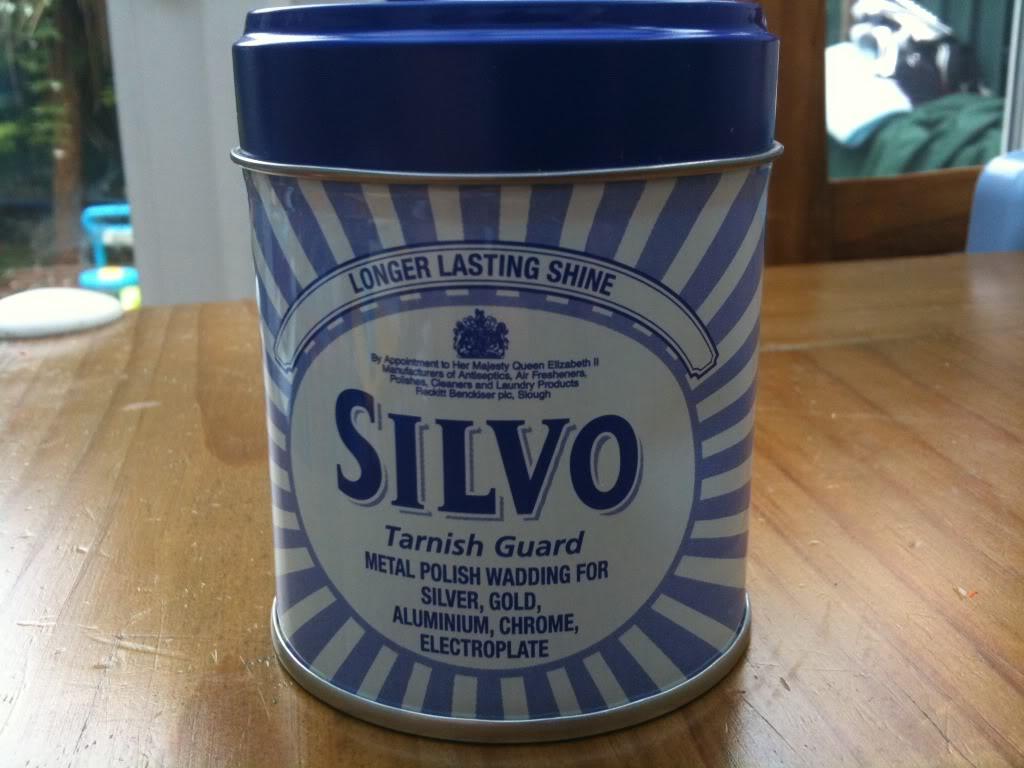 LONGER LASTING SHINE
By Appointment to Her Majesty Queen Elizabeth II
Manufacturers of Antiseptics, Air Fresheners,
Polishes, Cleaners and Laundry Products
Reckitt Benckiser plc, Slough
SILVO
Tarnish Guard
METAL POLISH WADDING FOR
SILVER, GOLD,
ALUMINIUM, CHROME,
ELECTROPLATE